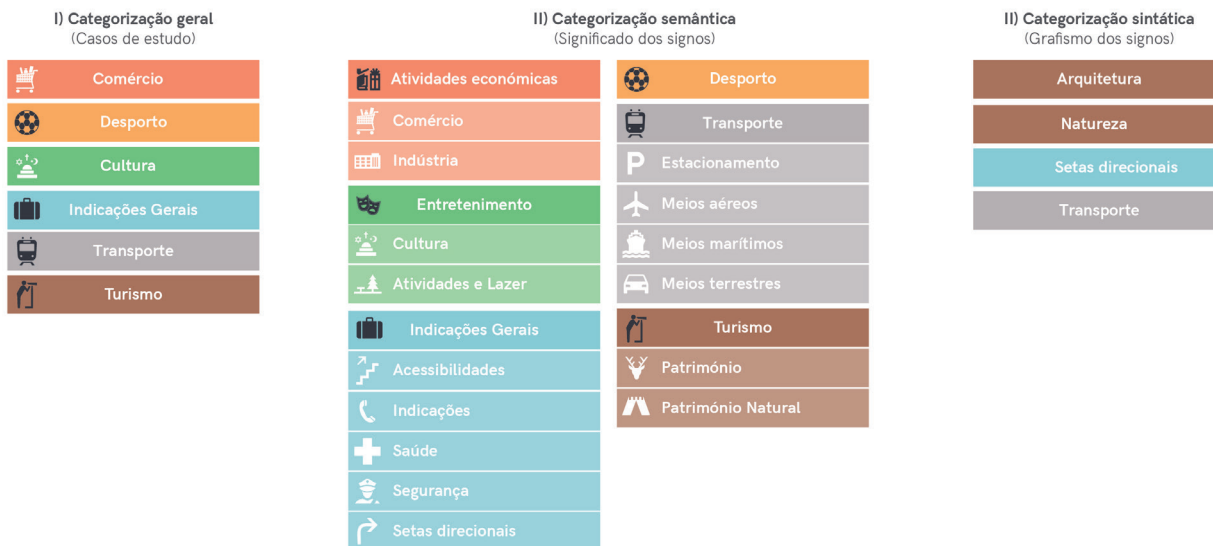 I) Categorização geral
(Casos de estudo)
Comércio
Desporto
Cultura
Indicações Gerais
Transporte
Turismo
II) Categorização semântica
(Significado dos signos)
Atividades económicas
Comércio
Indústria
Entretenimento
Cultura
Atividades e Lazer
Indicações Gerais
Acessibilidades
Indicações
Saúde
Segurança
Setas direcionais
Desporto
Transporte
P Estacionamento
Meios aéreos
Meios marítimos
Meios terrestres
Turismo
Património
Património Natural
II) Categorização sintática
(Grafismo dos signos)
Arquitetura
Natureza
Setas direcionais
Transporte